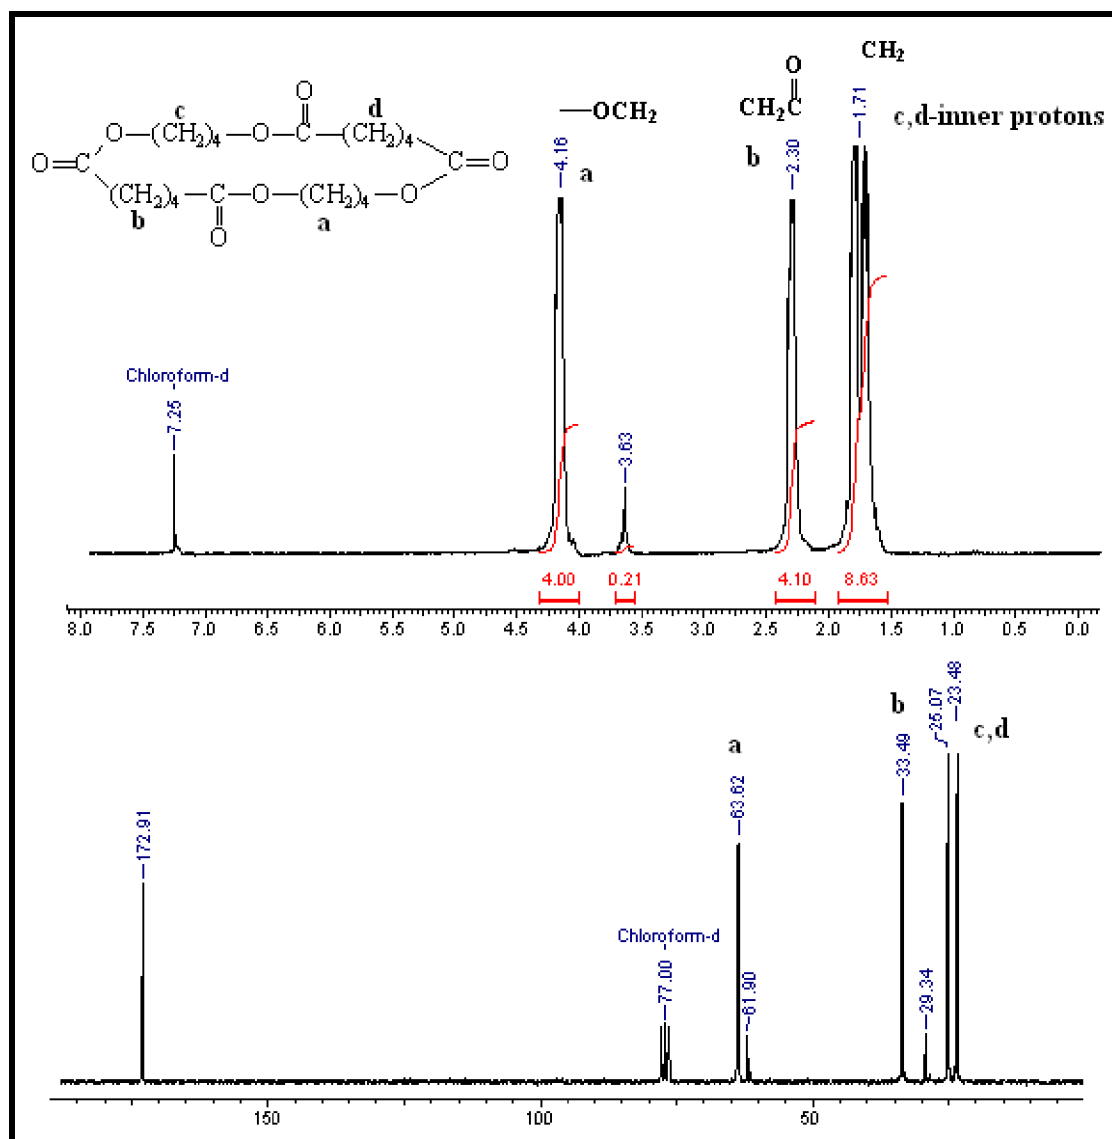 O
CH₂
c
O
d
O
—OCH₂
CH₂C
c,d-inner protons
O–(CH₂)₄–O–C–(CH₂)₄
O=C
C=O
(CH₂)₄–C–O–(CH₂)₄–O
b
O
a
4.16
a
b
2.30
1.71
Chloroform-d
7.25
3.63
4.00
0.21
4.10
8.63
8.0 7.5 7.0 6.5 6.0 5.5 5.0 4.5 4.0 3.5 3.0 2.5 2.0 1.5 1.0 0.5 0.0
172.91
Chloroform-d
77.00
a
63.62
61.90
b
33.49
29.34
25.07
23.48
c,d
150 100 50